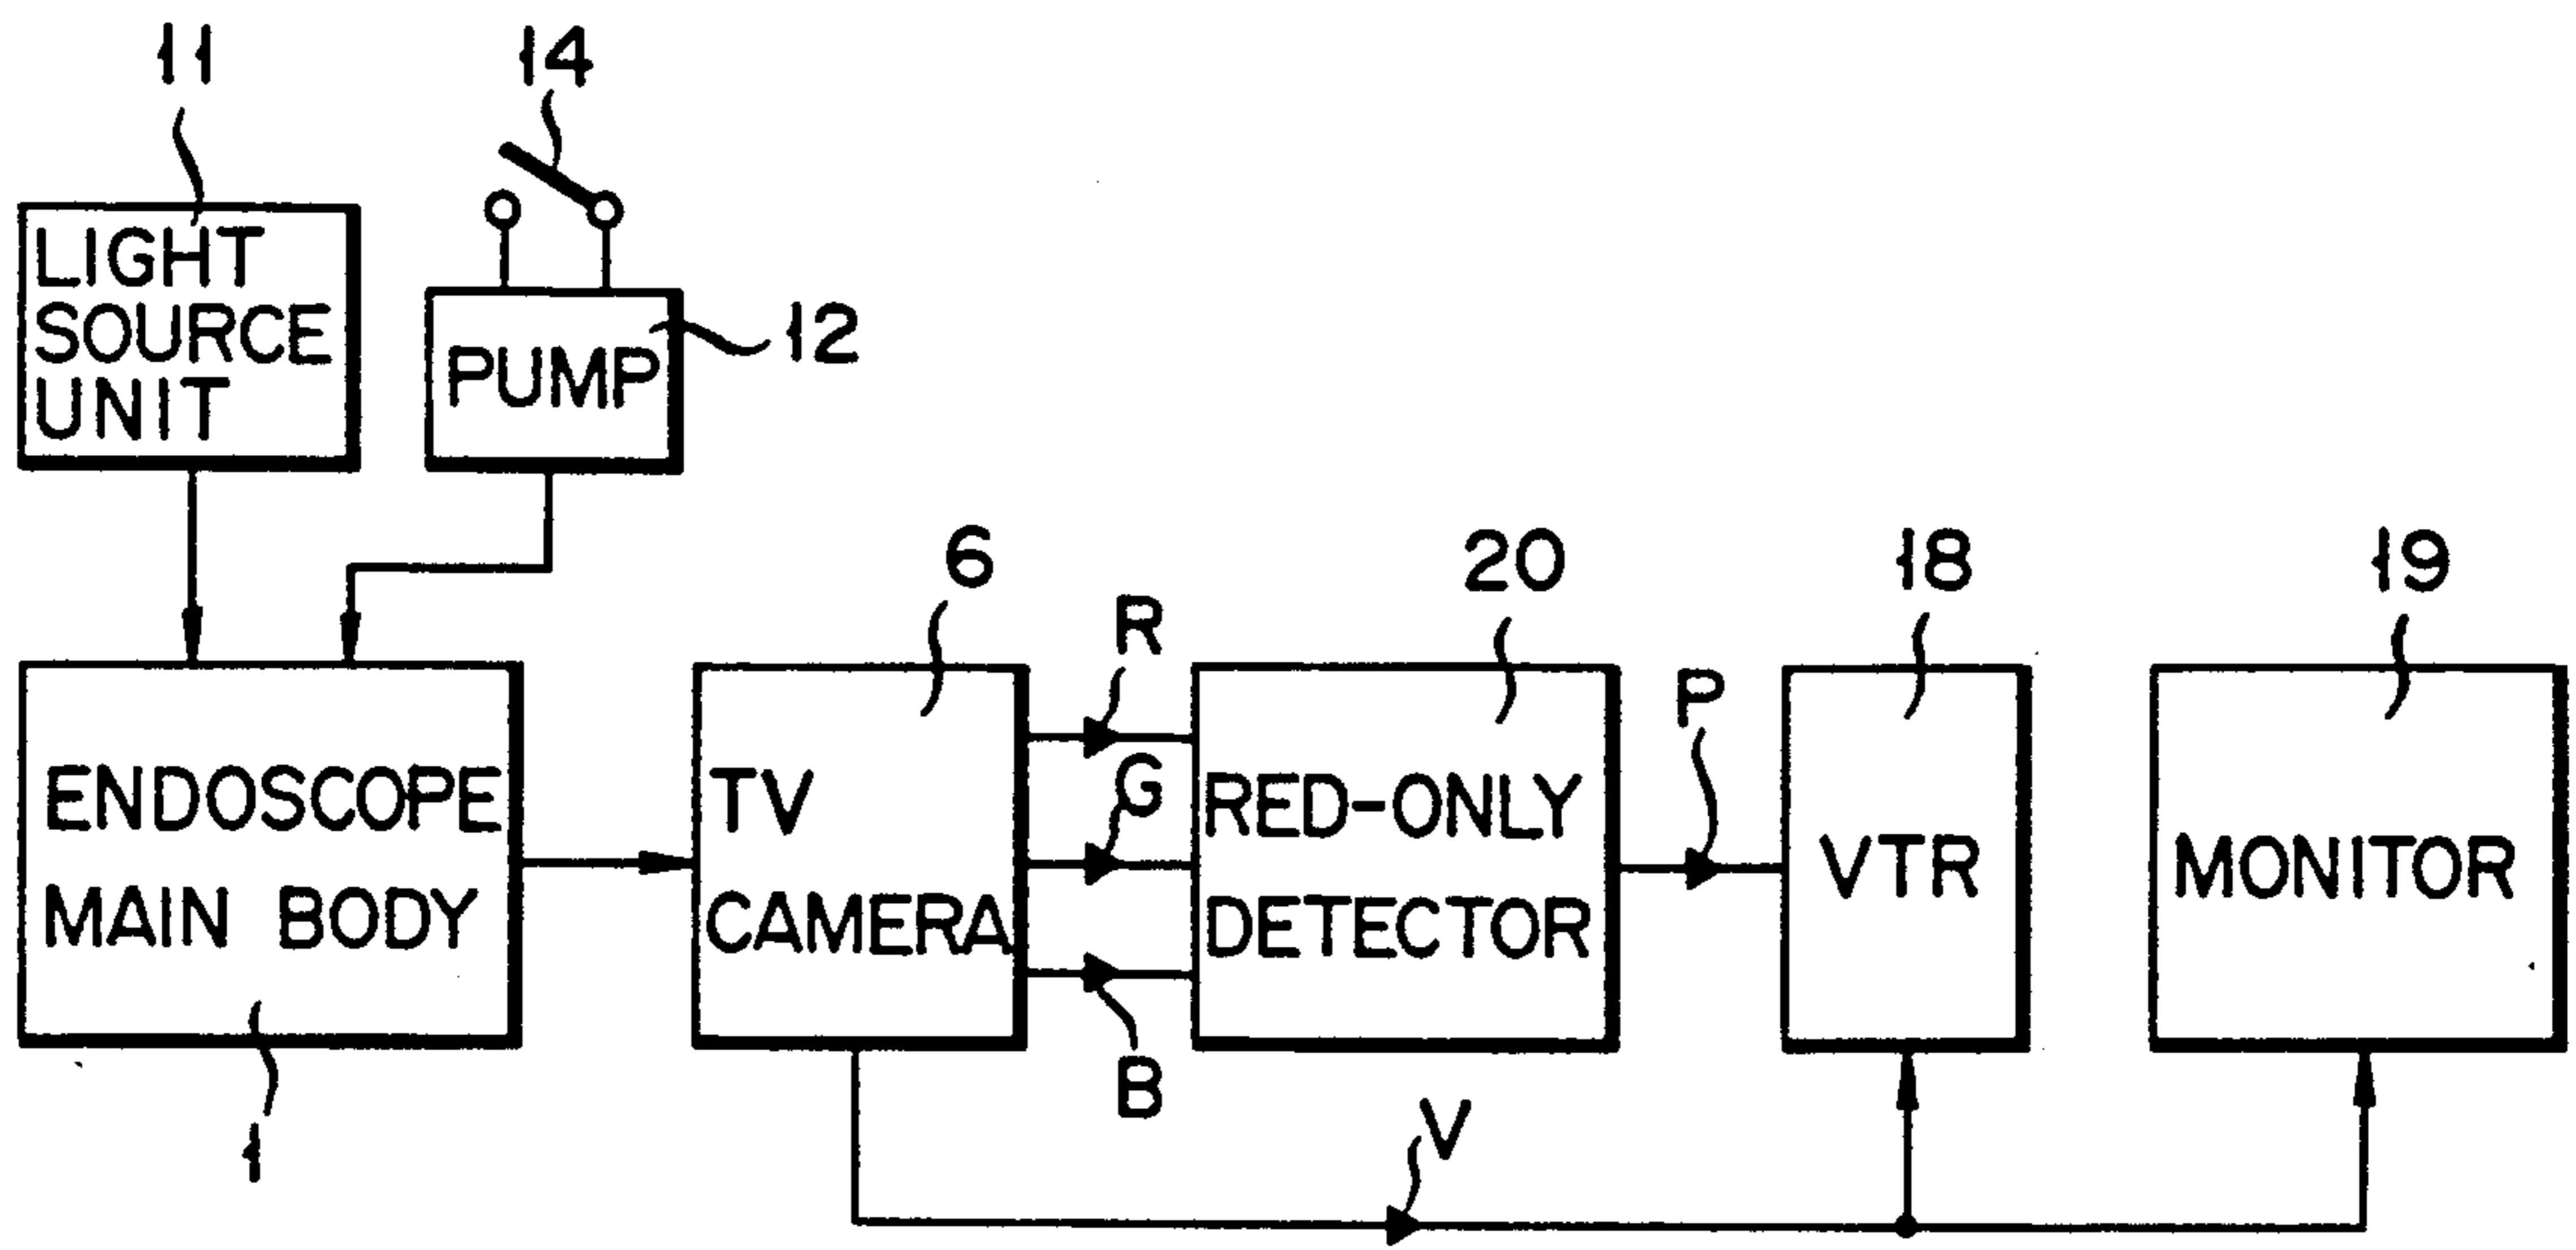 11
14
LIGHT
SOURCE
UNIT
12
PUMP
6
20
18
19
R
P
G
ENDOSCOPE
MAIN BODY
TV
CAMERA
RED-ONLY
DETECTOR
VTR
MONITOR
B
V
1